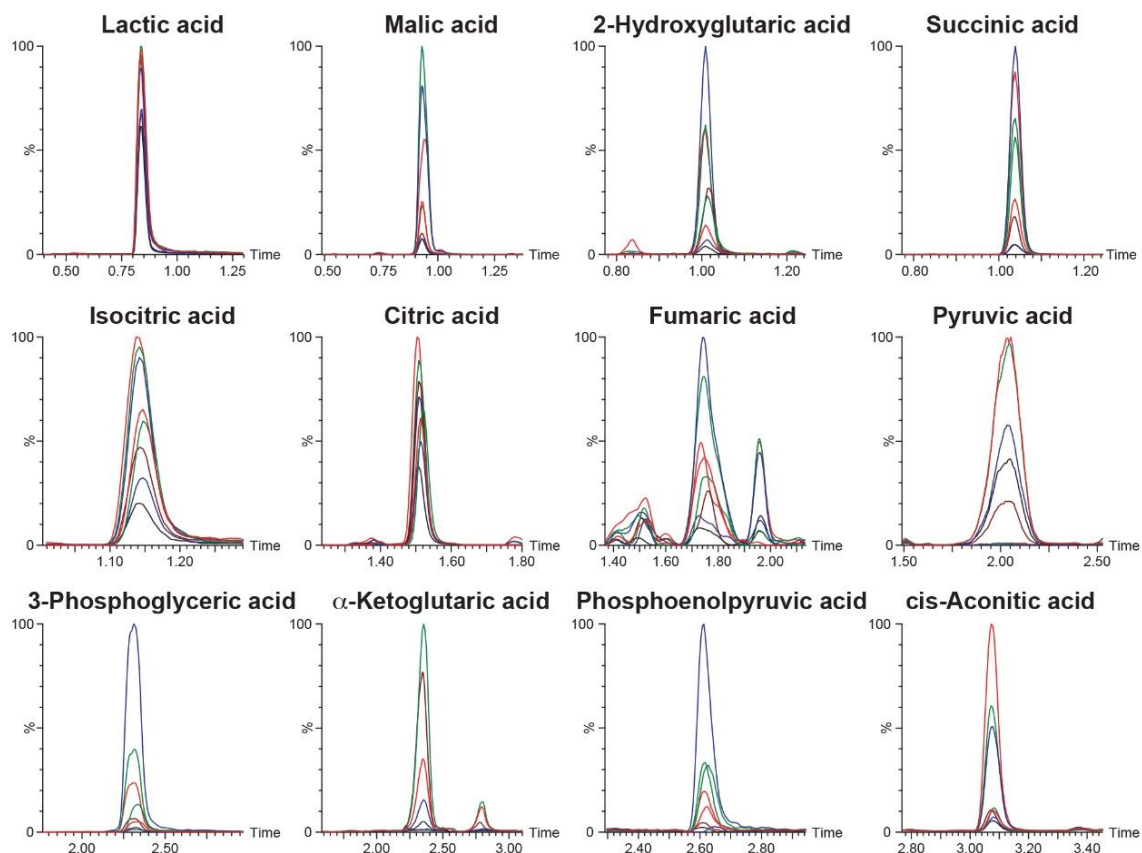 Lactic acid Malic acid 2-Hydroxyglutaric acid Succinic acid
100 100 100 100
% % % %
0 0 0 0
Time Time Time Time
0.50 0.75 1.00 1.25 0.50 0.75 1.00 1.25 0.80 1.00 1.20 0.80 1.00 1.20
Isocitric acid Citric acid Fumaric acid Pyruvic acid
100 100 100 100
% % % %
0 0 0 0
Time Time Time Time
1.10 1.20 1.40 1.60 1.80 1.40 1.60 1.80 2.00 1.50 2.00 2.50
3-Phosphoglyceric acid α-Ketoglutaric acid Phosphoenolpyruvic acid cis-Aconitic acid
100 100 100 100
% % % %
0 0 0 0
Time Time Time Time
2.00 2.50 2.00 2.50 3.00 2.40 2.60 2.80 2.80 3.00 3.20 3.40